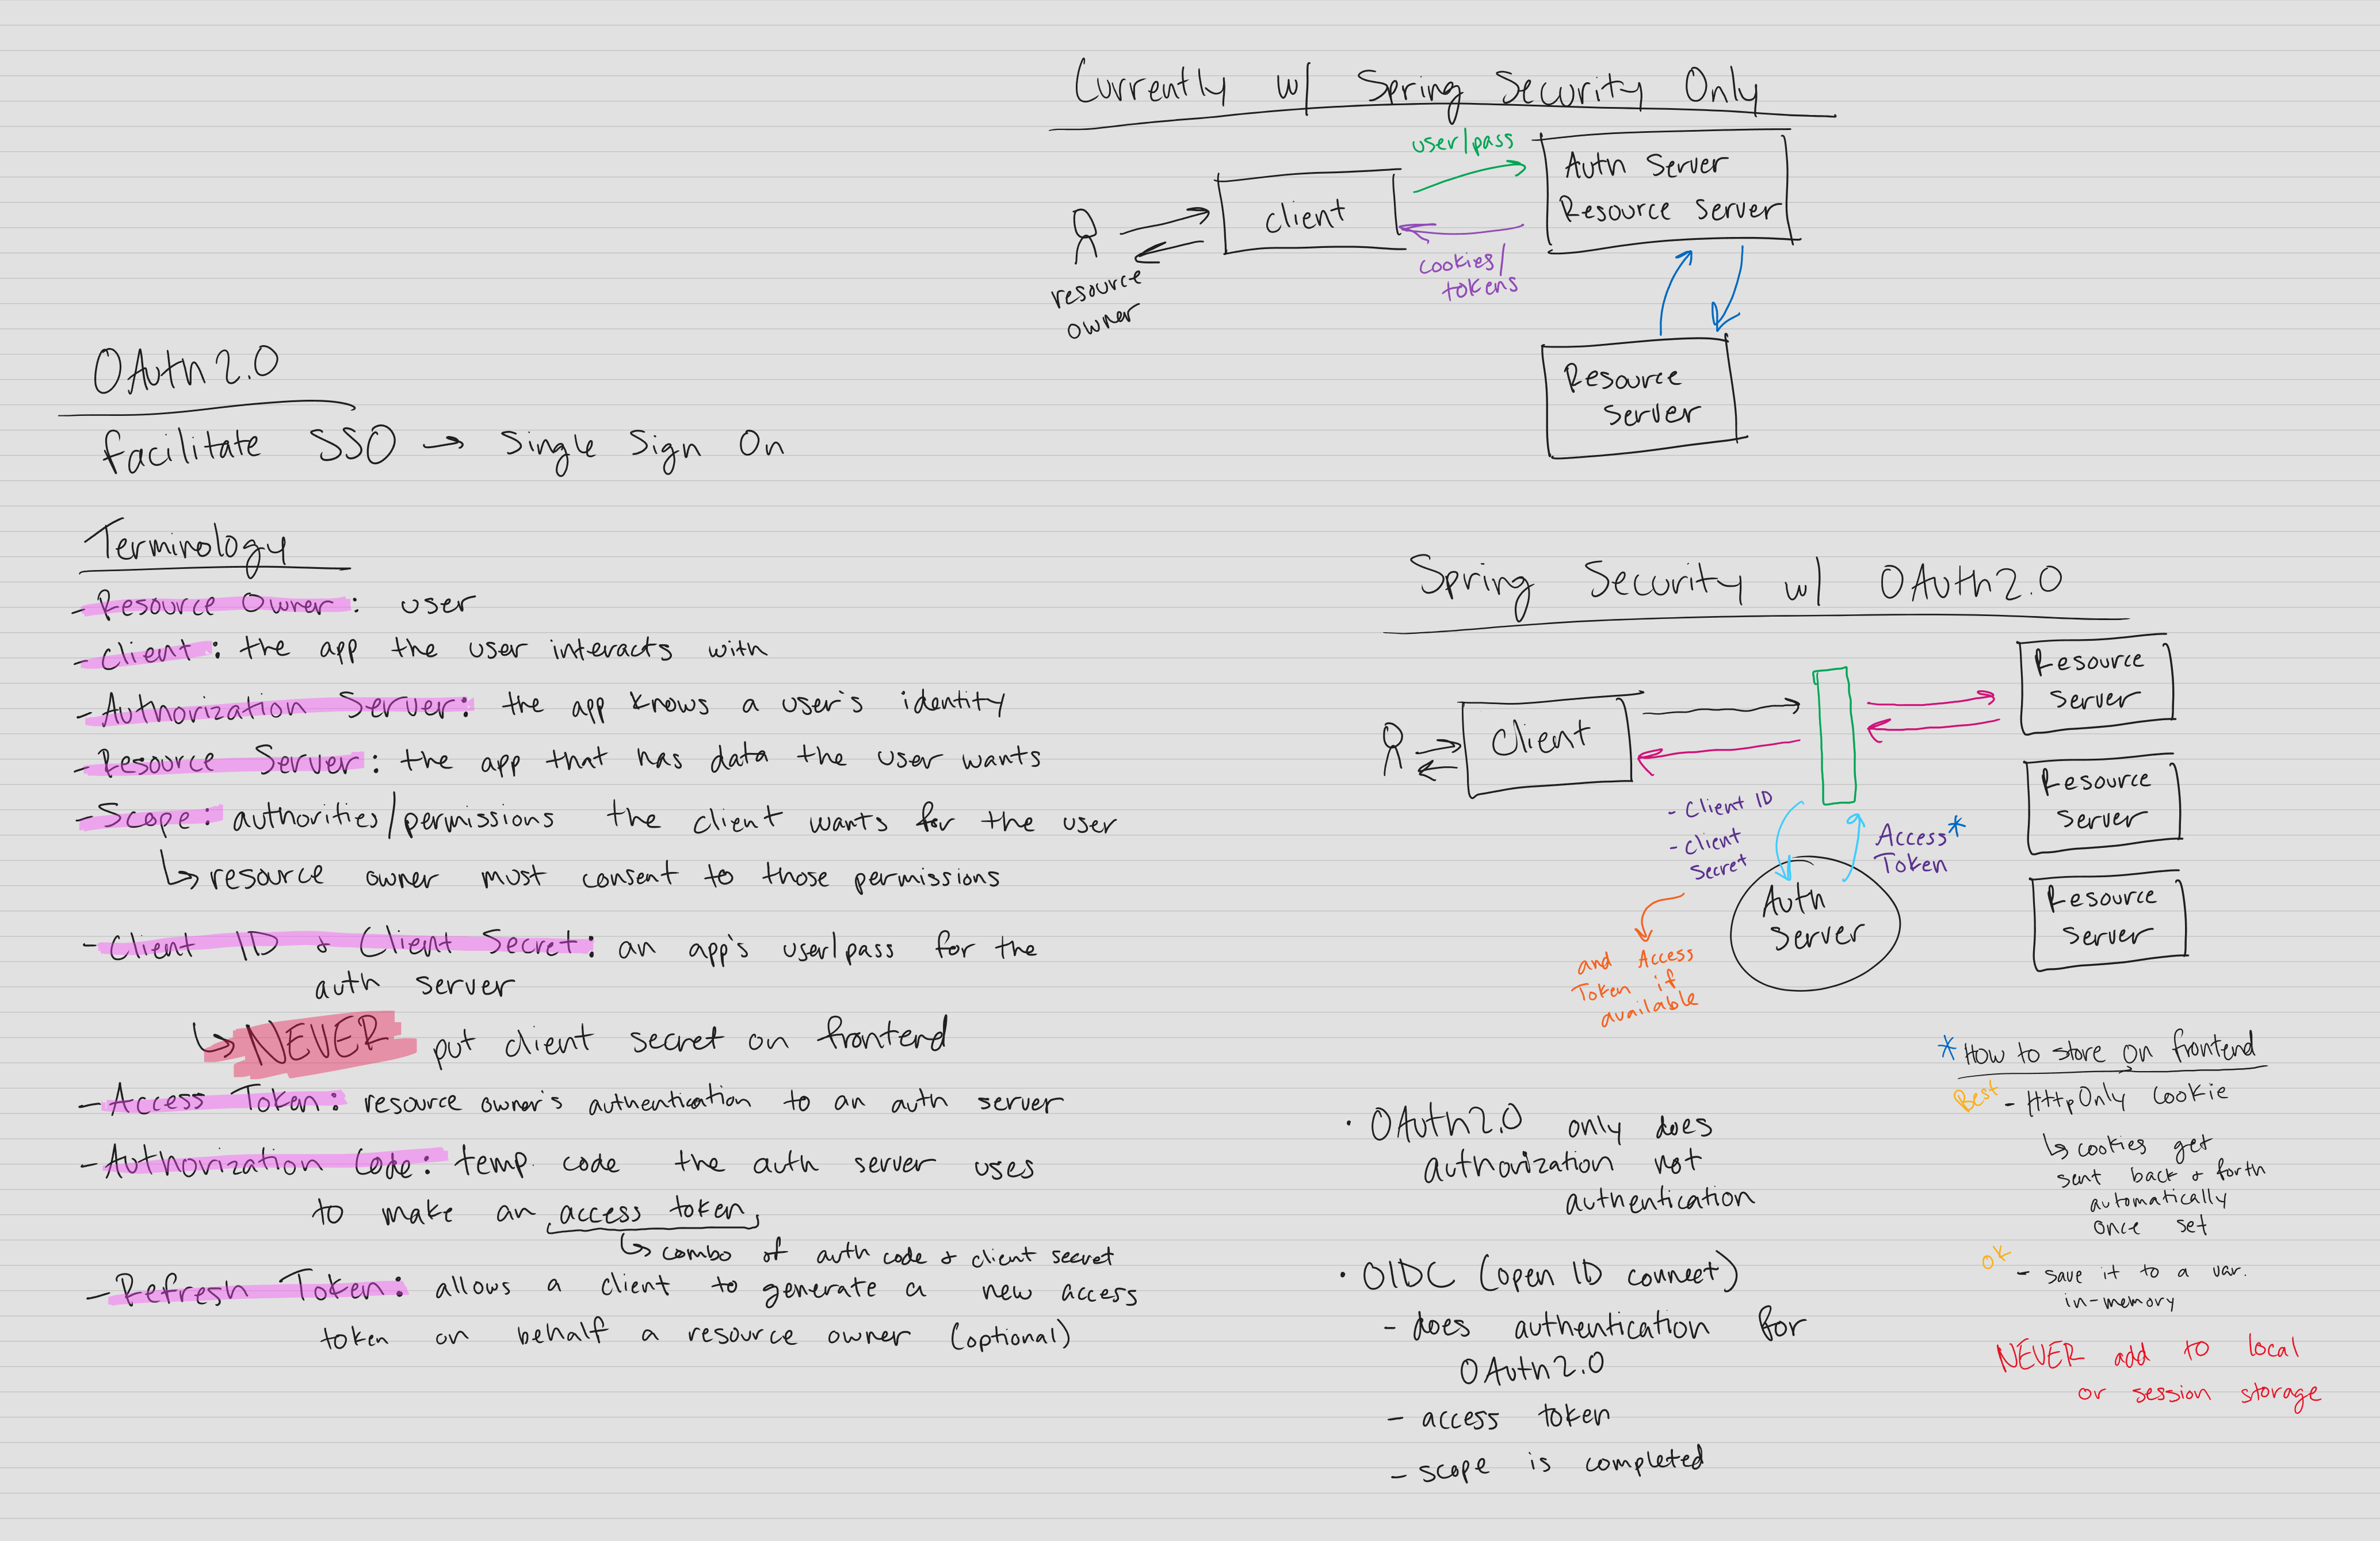 Currently w/ Spring Security Only
user/pass
Auth Server
Resource Server
client
cookies/
tokens
resource
owner
Resource
Server
OAuth2.0
facilitate SSO → Single Sign On
Terminology
- Resource Owner: user
- Client: the app the user interacts with
- Authorization Server: the app knows a user's identity
- Resource Server: the app that has data the user wants
- Scope: authorities/permissions the client wants for the user
↳ resource owner must consent to those permissions
- Client ID & Client Secret: an app's user/pass for the
auth server
↳ NEVER put client secret on frontend
- Access Token: resource owner's authentication to an auth server
- Authorization Code: temp. code the auth server uses
to make an access token
↳ combo of auth code & client secret
- Refresh Token: allows a client to generate a new access
token on behalf a resource owner (optional)
Spring Security w/ OAuth2.0
Client
Resource
Server
Resource
Server
Resource
Server
- Client ID
- Client
Secret
Access*
Token
Auth
Server
and Access
Token if
available
• OAuth2.0 only does
authorization not
authentication
• OIDC (open ID connect)
- does authentication for
OAuth2.0
- access token
- scope is completed
* How to store on frontend
Best - HttpOnly Cookie
↳ cookies get
sent back & forth
automatically
once set
ok - save it to a var.
in-memory
NEVER add to local
or session storage